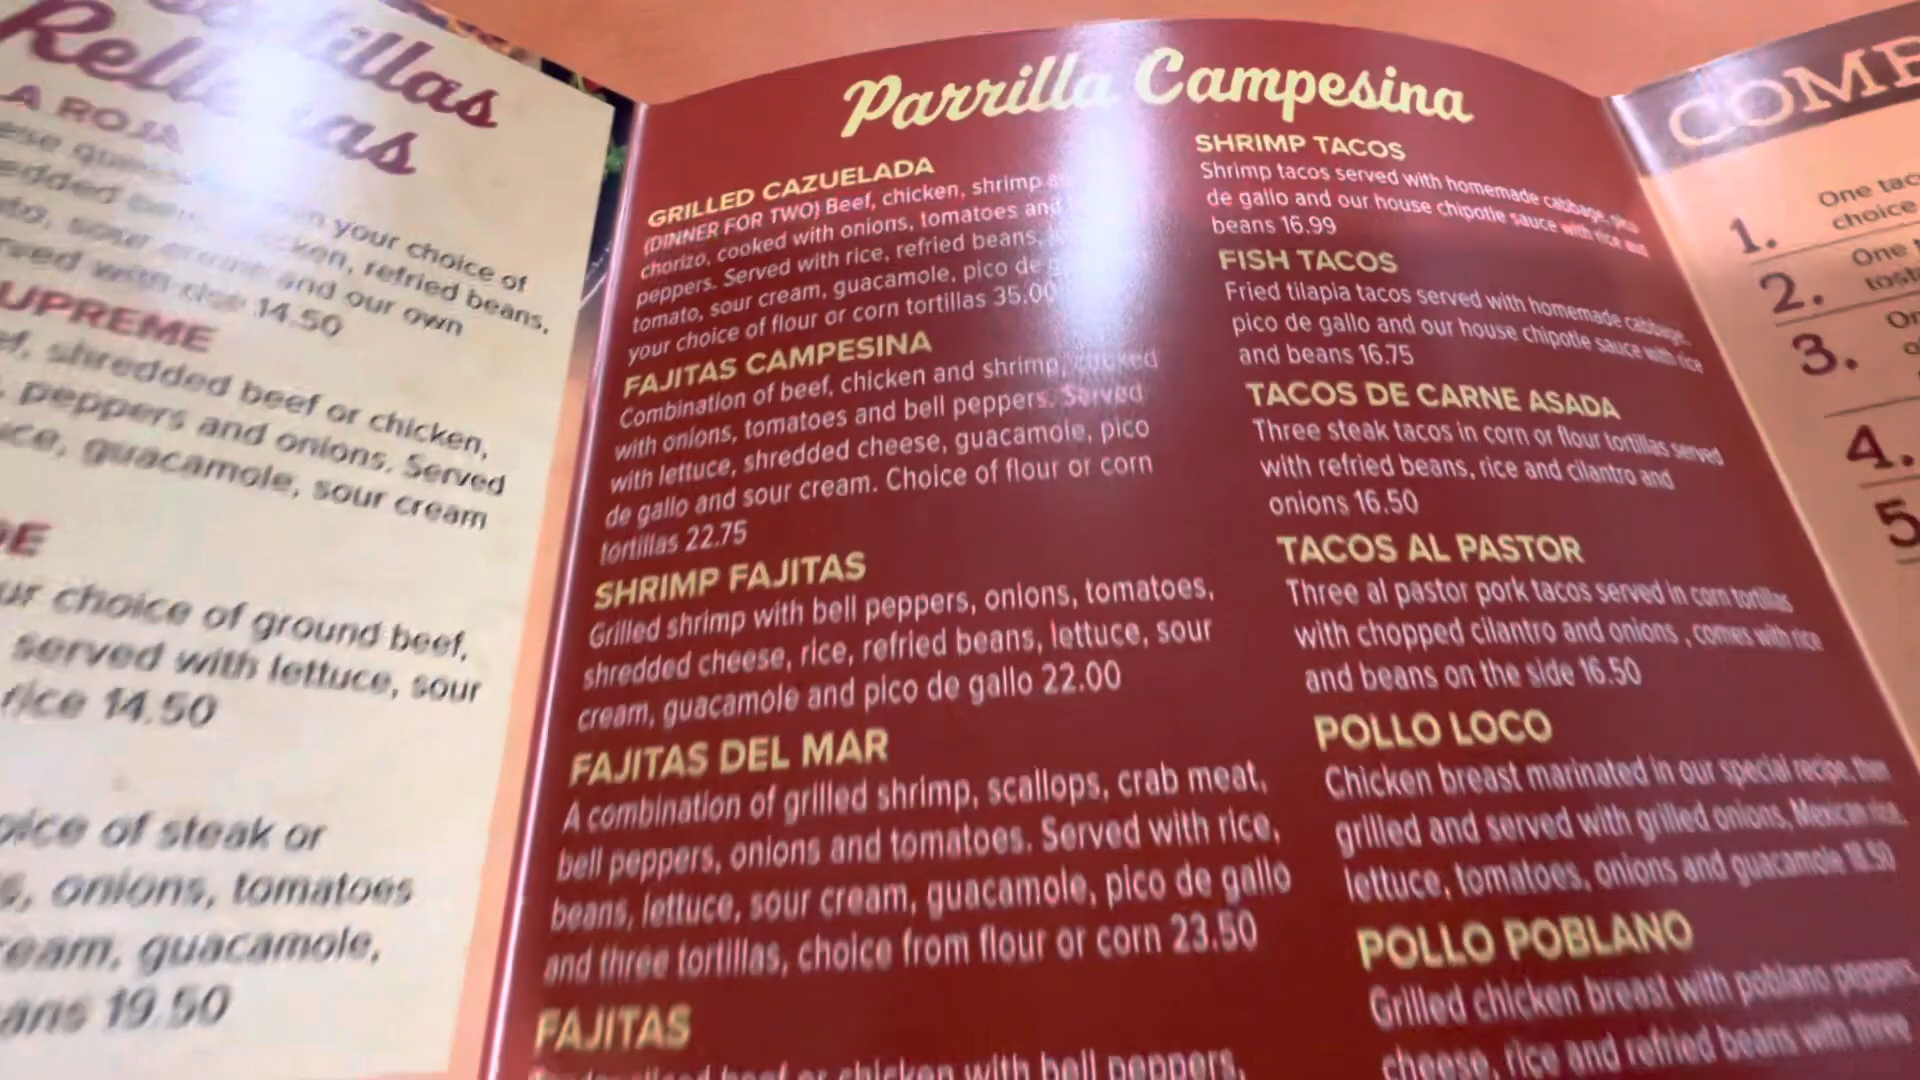 Rellenas
A ROJA
your choice of
refried beans,
and our own
served with rice 14.50
SUPREME
shredded beef or chicken,
peppers and onions. Served
guacamole, sour cream
choice of ground beef,
served with lettuce, sour
rice 14.50
choice of steak or
onions, tomatoes
cream, guacamole,
19.50
Parrilla Campesina
GRILLED CAZUELADA
(DINNER FOR TWO) Beef, chicken, shrimp
chorizo, cooked with onions, tomatoes and
peppers. Served with rice, refried beans,
tomato, sour cream, guacamole, pico de
your choice of flour or corn tortillas 35.00
FAJITAS CAMPESINA
Combination of beef, chicken and shrimp, cooked
with onions, tomatoes and bell peppers. Served
with lettuce, shredded cheese, guacamole, pico
de gallo and sour cream. Choice of flour or corn
tortillas 22.75
SHRIMP FAJITAS
Grilled shrimp with bell peppers, onions, tomatoes,
shredded cheese, rice, refried beans, lettuce, sour
cream, guacamole and pico de gallo 22.00
FAJITAS DEL MAR
A combination of grilled shrimp, scallops, crab meat,
bell peppers, onions and tomatoes. Served with rice,
beans, lettuce, sour cream, guacamole, pico de gallo
and three tortillas, choice from flour or corn 23.50
FAJITAS
beef or chicken with bell peppers,
SHRIMP TACOS
Shrimp tacos served with homemade cabbage, pico
de gallo and our house chipotle sauce with rice and
beans 16.99
FISH TACOS
Fried tilapia tacos served with homemade cabbage,
pico de gallo and our house chipotle sauce with rice
and beans 16.75
TACOS DE CARNE ASADA
Three steak tacos in corn or flour tortillas served
with refried beans, rice and cilantro and
onions 16.50
TACOS AL PASTOR
Three al pastor pork tacos served in corn tortillas
with chopped cilantro and onions , comes with rice
and beans on the side 16.50
POLLO LOCO
Chicken breast marinated in our special recipe, then
grilled and served with grilled onions, Mexican rice,
lettuce, tomatoes, onions and guacamole 18.50
POLLO POBLANO
Grilled chicken breast with poblano peppers,
cheese, rice and refried beans with three
COMB
1. One taco
choice
2. One
3.
4.
5.